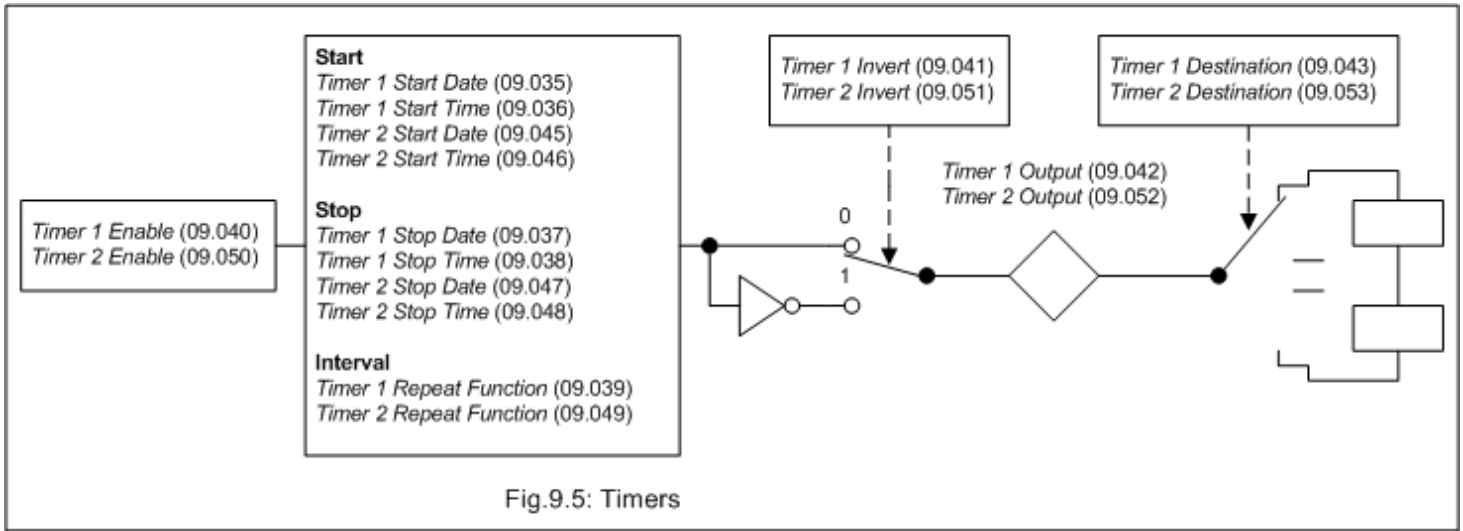 Timer 1 Enable (09.040)
Timer 2 Enable (09.050)
Start
Timer 1 Start Date (09.035)
Timer 1 Start Time (09.036)
Timer 2 Start Date (09.045)
Timer 2 Start Time (09.046)
Stop
Timer 1 Stop Date (09.037)
Timer 1 Stop Time (09.038)
Timer 2 Stop Date (09.047)
Timer 2 Stop Time (09.048)
Interval
Timer 1 Repeat Function (09.039)
Timer 2 Repeat Function (09.049)
Timer 1 Invert (09.041)
Timer 2 Invert (09.051)
0
1
Timer 1 Output (09.042)
Timer 2 Output (09.052)
Timer 1 Destination (09.043)
Timer 2 Destination (09.053)
Fig.9.5: Timers